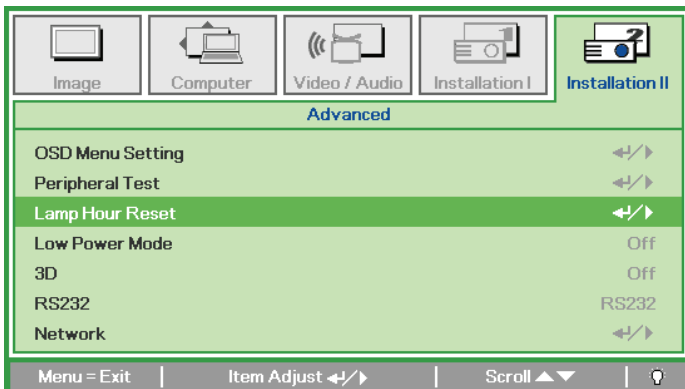 Image
Computer
Video / Audio
Installation I
Installation II
Advanced
OSD Menu Setting
Peripheral Test
Lamp Hour Reset
Low Power Mode Off
3D Off
RS232 RS232
Network
Menu = Exit Item Adjust Scroll